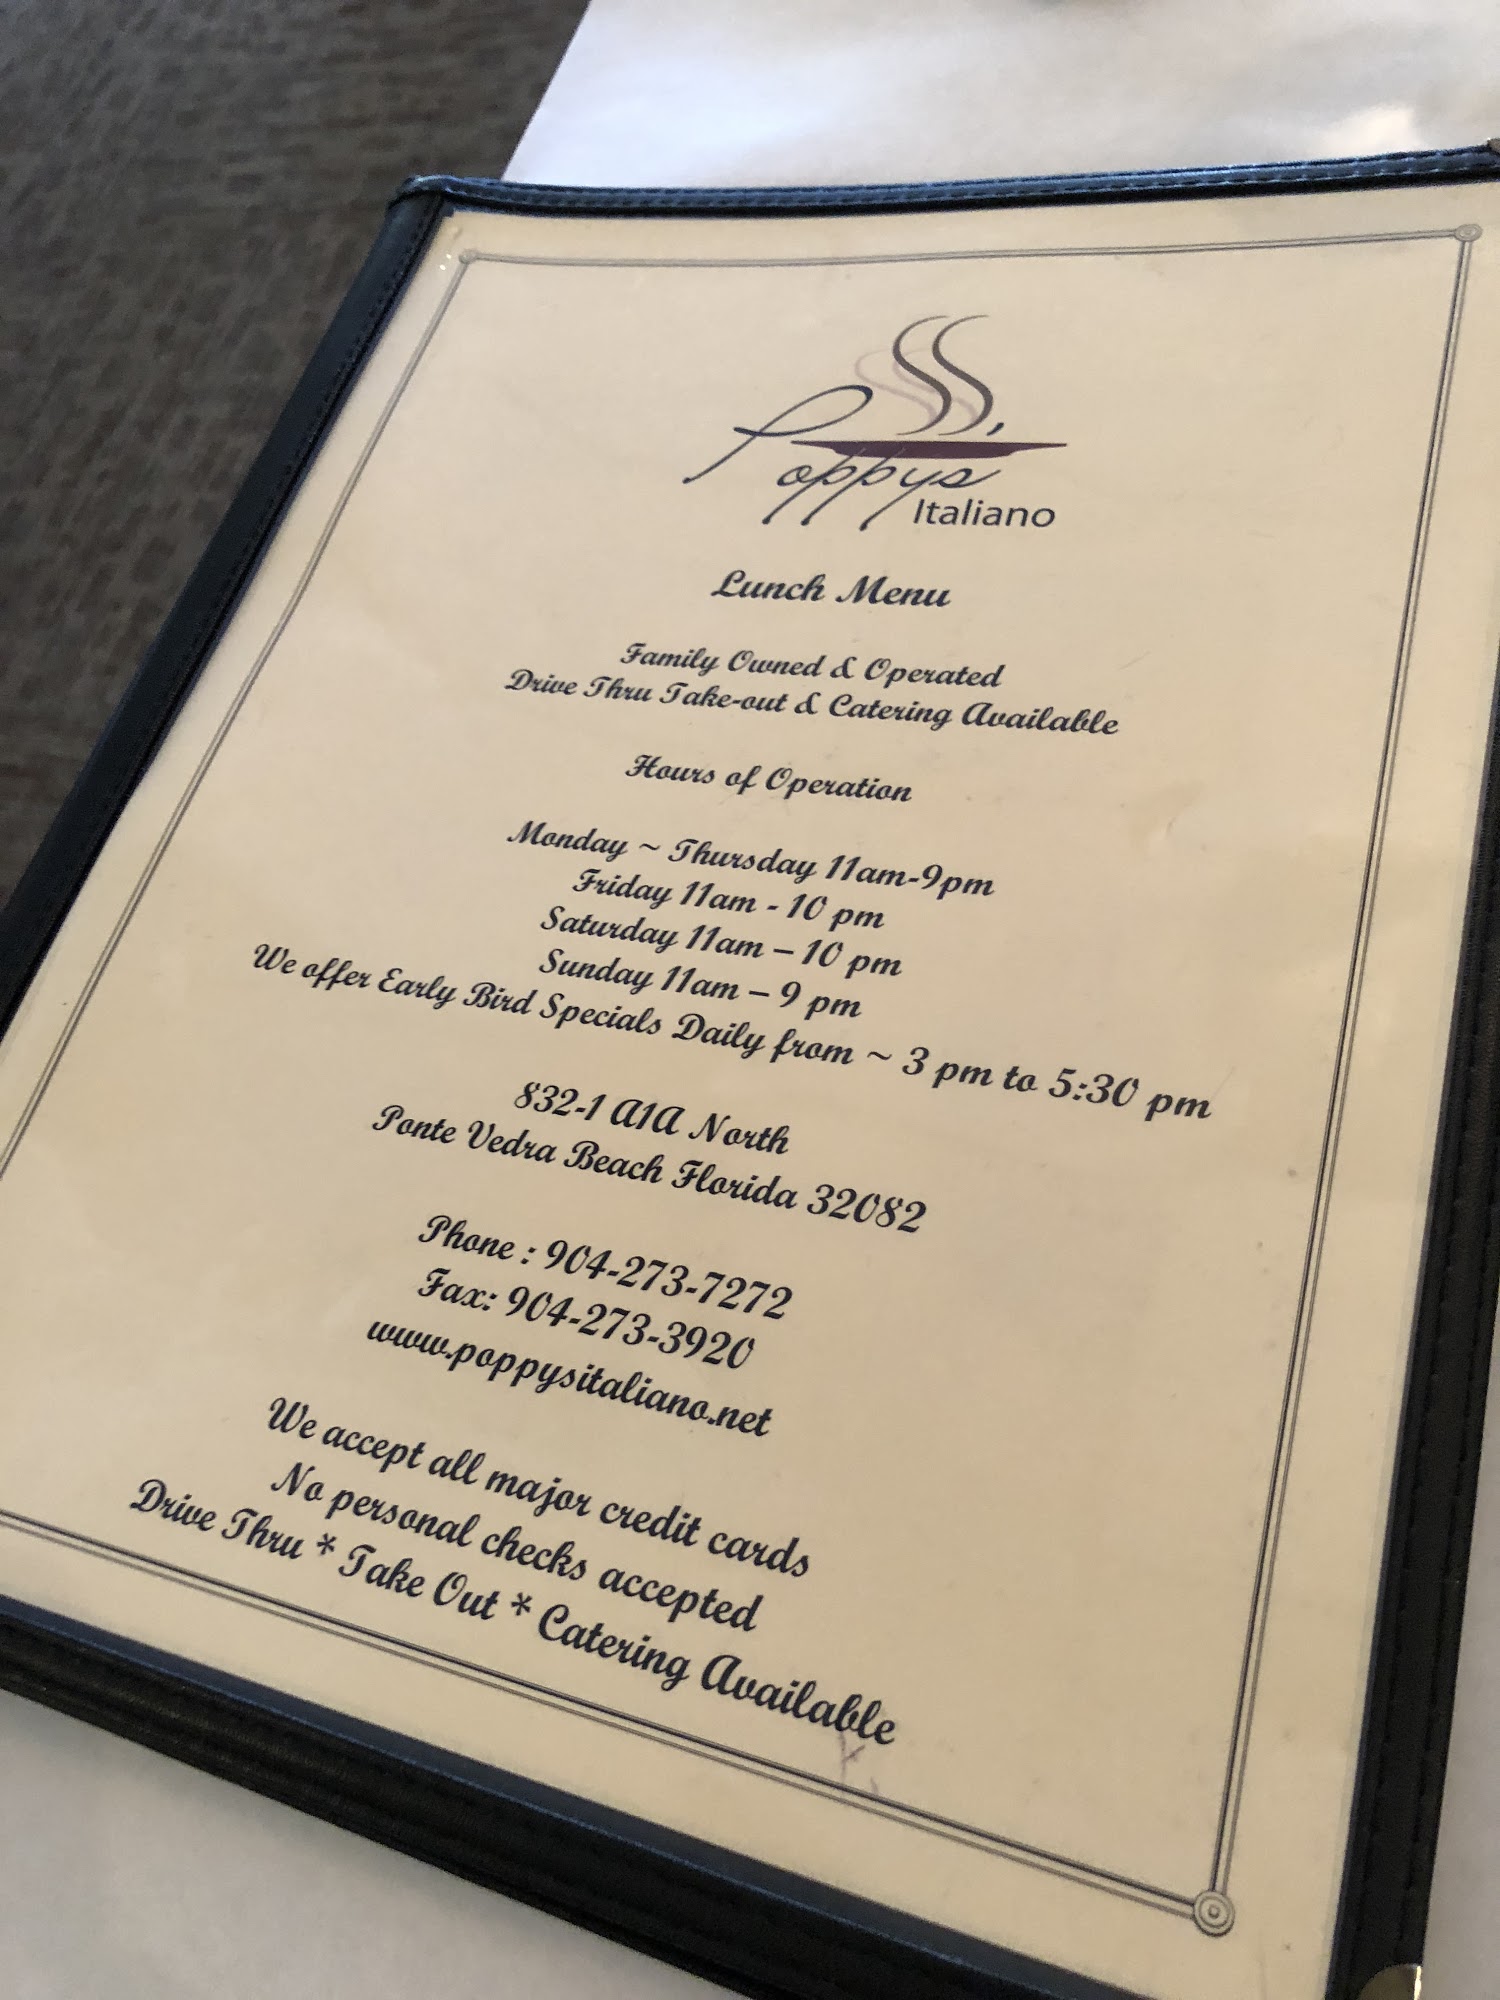 Poppy's
Italiano
Lunch Menu
Family Owned & Operated
Drive Thru Take-out & Catering Available
Hours of Operation
Monday ~ Thursday 11am-9pm
Friday 11am - 10 pm
Saturday 11am – 10 pm
Sunday 11am – 9 pm
We offer Early Bird Specials Daily from ~ 3 pm to 5:30 pm
832-1 A1A North
Ponte Vedra Beach Florida 32082
Phone : 904-273-7272
Fax: 904-273-3920
www.poppysitaliano.net
We accept all major credit cards
No personal checks accepted
Drive Thru * Take Out * Catering Available